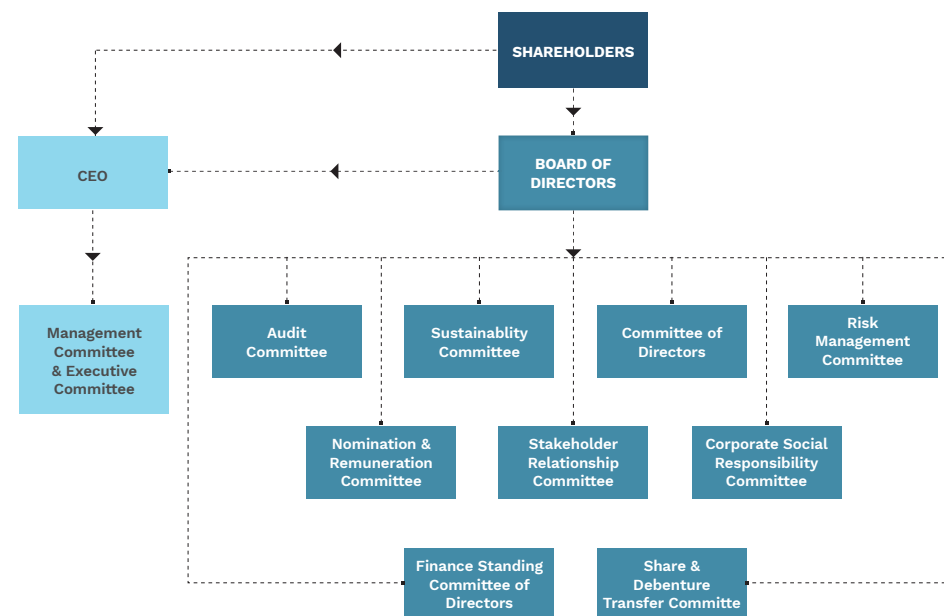 SHAREHOLDERS
CEO
BOARD OF
DIRECTORS
Management
Committee
& Executive
Committee
Audit
Committee
Sustainablity
Committee
Committee of
Directors
Risk
Management
Committee
Nomination &
Remuneration
Committee
Stakeholder
Relationship
Committee
Corporate Social
Responsibility
Committee
Finance Standing
Committee of
Directors
Share &
Debenture
Transfer Committe